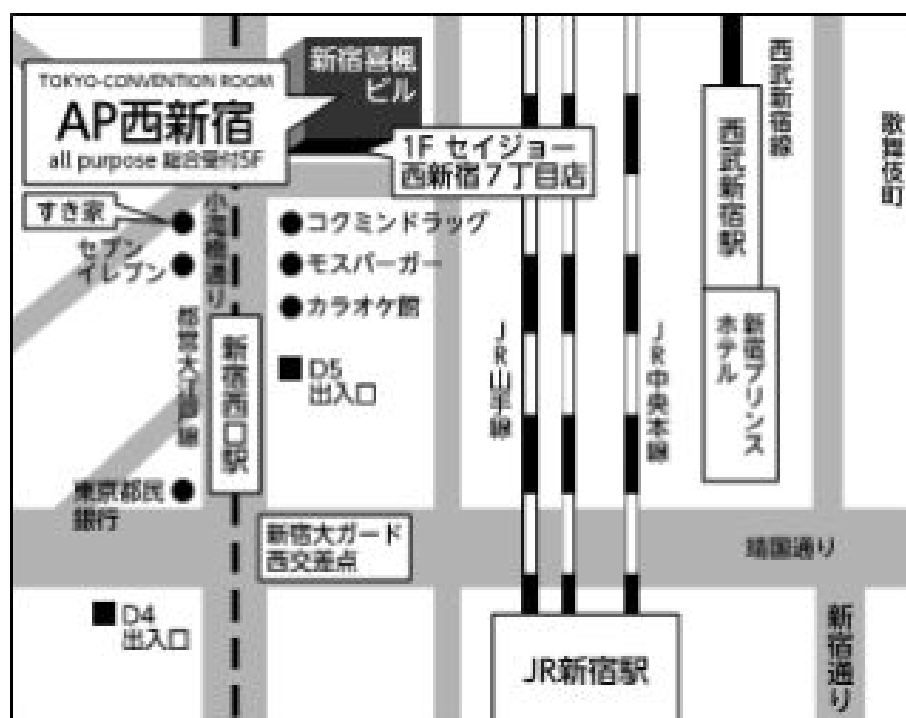 新宿喜楓
ビル
TOKYO-CONVENTION ROOM
AP西新宿
all purpose 総合受付5F
1F セイジョー
西新宿7丁目店
西武新宿線
西武新宿駅
歌舞伎町
すき家
小滝橋通り
コクミンドラッグ
セブン
イレブン
モスバーガー
カラオケ館
都営大江戸線
新宿西口駅
D5
出入口
JR山手線
JR中央本線
新宿プリンス
ホテル
東京都民
銀行
新宿大ガード
西交差点
靖国通り
D4
出入口
JR新宿駅
新宿通り